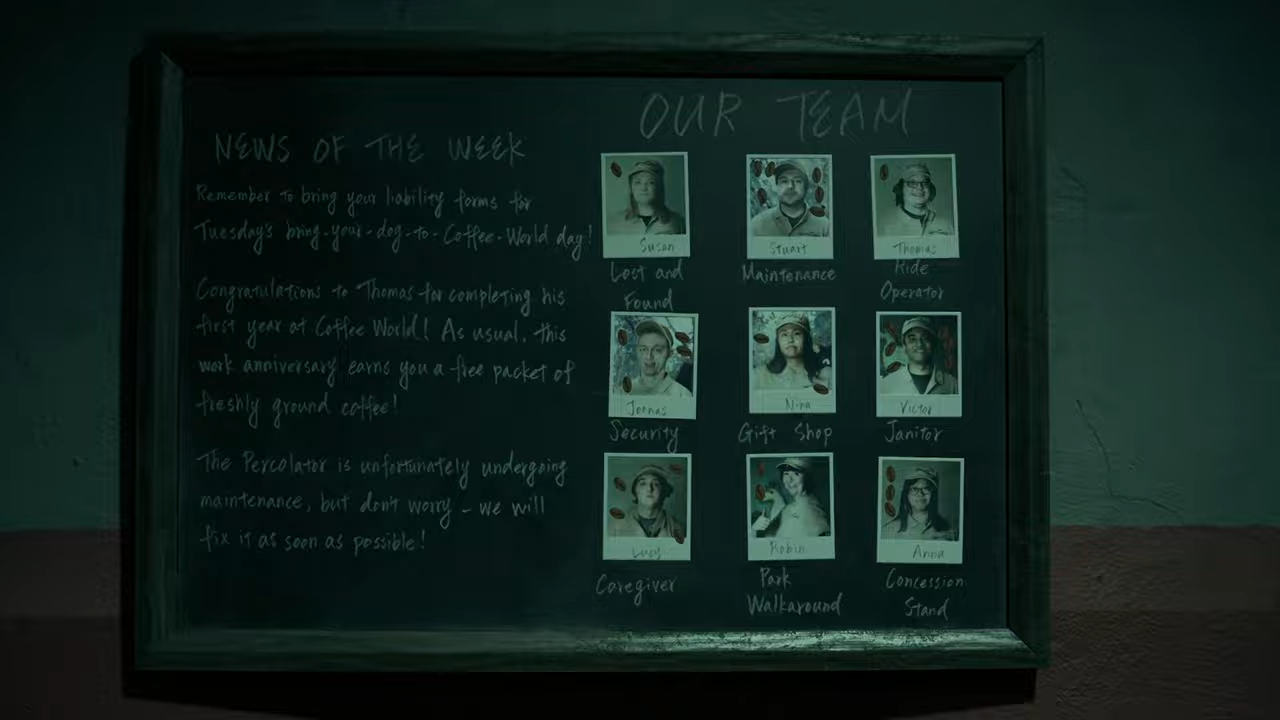 NEWS OF THE WEEK
Remember to bring your liability forms for
Tuesday's bring-your-dog-to-Coffee-World day!
Congratulations to Thomas for completing his
first year at Coffee World! As usual, this
work anniversary earns you a free packet of
freshly ground coffee!
The Percolator is unfortunately undergoing
maintenance, but don't worry - we will
fix it as soon as possible!
OUR TEAM
Susan
Lost and
Found
Stuart
Maintenance
Thomas
Ride
Operator
Joonas
Security
Nina
Gift Shop
Victor
Janitor
Lucy
Caregiver
Robin
Park
Walkaround
Anna
Concession
Stand